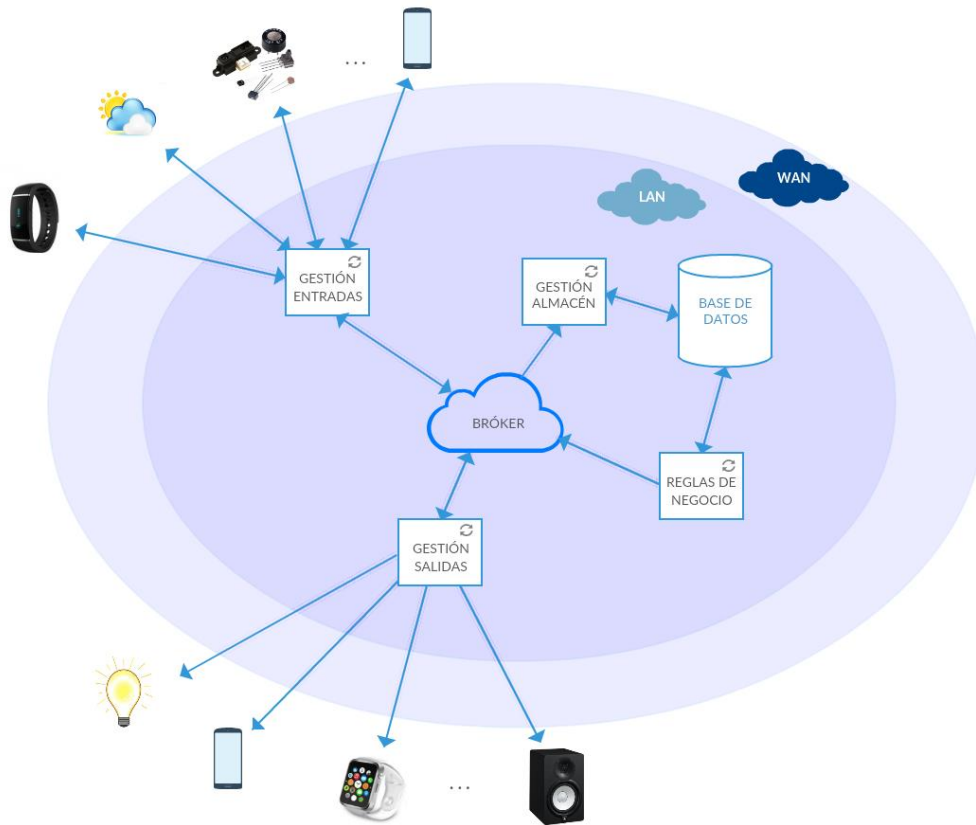 ...
WAN
LAN
GESTIÓN
ENTRADAS
GESTIÓN
ALMACÉN
BASE DE
DATOS
BRÓKER
REGLAS DE
NEGOCIO
GESTIÓN
SALIDAS
...